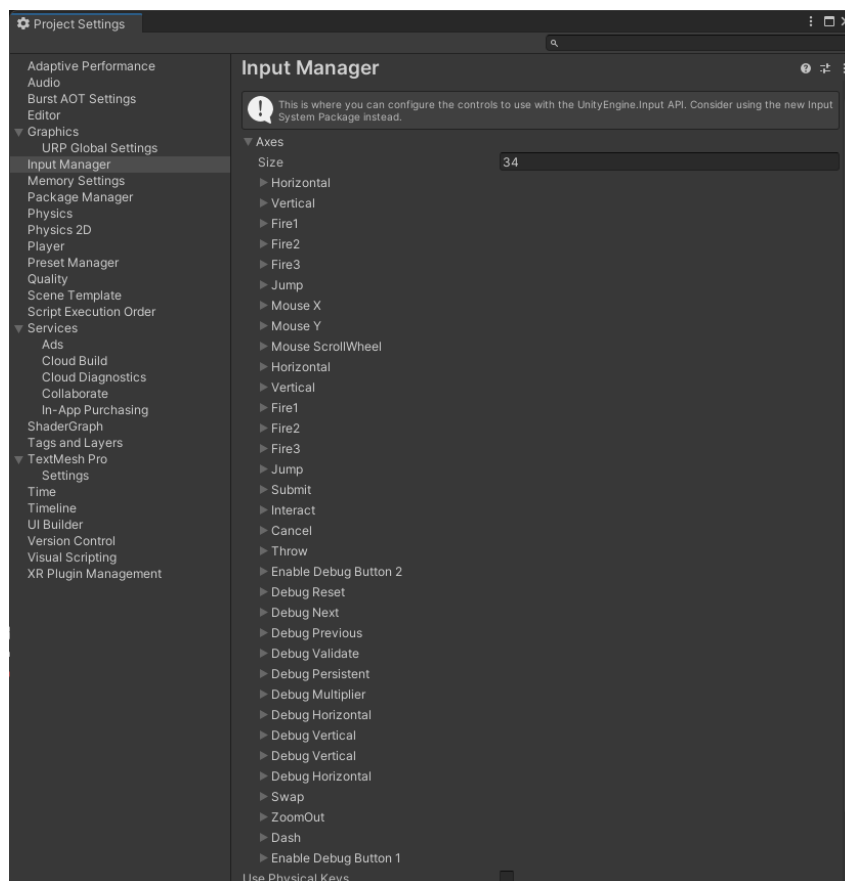 Project Settings
Adaptive Performance
Audio
Burst AOT Settings
Editor
Graphics
URP Global Settings
Input Manager
Memory Settings
Package Manager
Physics
Physics 2D
Player
Preset Manager
Quality
Scene Template
Script Execution Order
Services
Ads
Cloud Build
Cloud Diagnostics
Collaborate
In-App Purchasing
ShaderGraph
Tags and Layers
TextMesh Pro
Settings
Time
Timeline
UI Builder
Version Control
Visual Scripting
XR Plugin Management
Input Manager
This is where you can configure the controls to use with the UnityEngine.Input API. Consider using the new Input
System Package instead.
Axes
Size 34
Horizontal
Vertical
Fire1
Fire2
Fire3
Jump
Mouse X
Mouse Y
Mouse ScrollWheel
Horizontal
Vertical
Fire1
Fire2
Fire3
Jump
Submit
Interact
Cancel
Throw
Enable Debug Button 2
Debug Reset
Debug Next
Debug Previous
Debug Validate
Debug Persistent
Debug Multiplier
Debug Horizontal
Debug Vertical
Debug Vertical
Debug Horizontal
Swap
ZoomOut
Dash
Enable Debug Button 1
Use Physical Keys